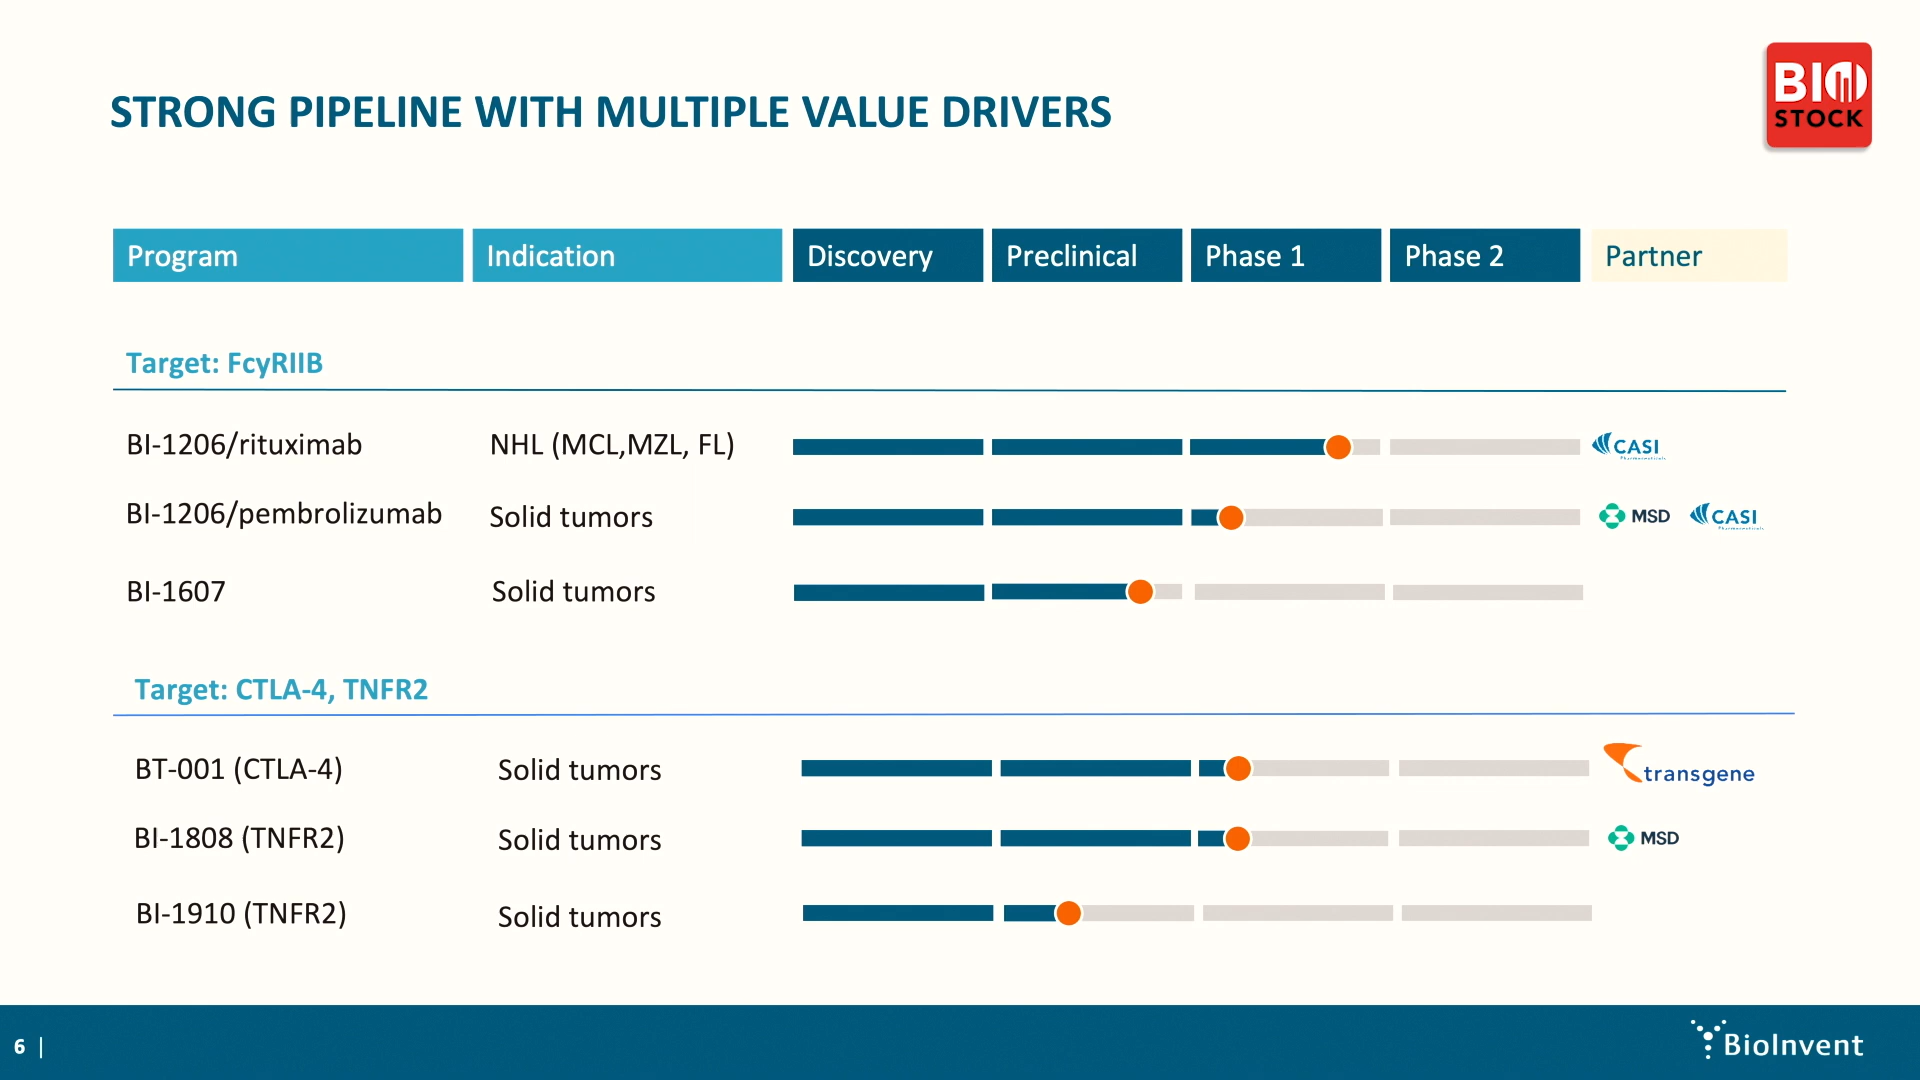 STRONG PIPELINE WITH MULTIPLE VALUE DRIVERS
BIO
STOCK
Program Indication Discovery Preclinical Phase 1 Phase 2 Partner
Target: FcyRIIB
BI-1206/rituximab NHL (MCL,MZL, FL) CASI
Pharmaceuticals
BI-1206/pembrolizumab Solid tumors MSD CASI
Pharmaceuticals
BI-1607 Solid tumors
Target: CTLA-4, TNFR2
BT-001 (CTLA-4) Solid tumors transgene
BI-1808 (TNFR2) Solid tumors MSD
BI-1910 (TNFR2) Solid tumors
6 | BioInvent